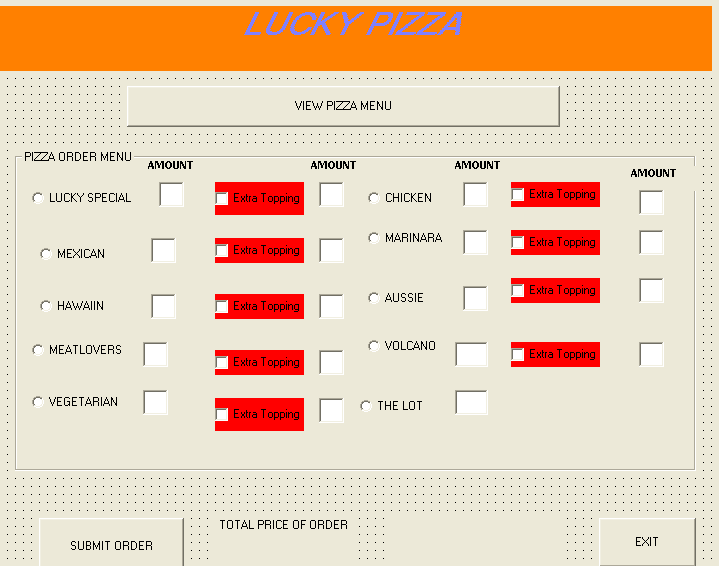 LUCKY PIZZA
VIEW PIZZA MENU
PIZZA ORDER MENU
AMOUNT AMOUNT AMOUNT AMOUNT
LUCKY SPECIAL Extra Topping CHICKEN Extra Topping
MEXICAN Extra Topping MARINARA Extra Topping
HAWAIIN Extra Topping AUSSIE Extra Topping
MEATLOVERS Extra Topping VOLCANO Extra Topping
VEGETARIAN Extra Topping THE LOT
SUBMIT ORDER TOTAL PRICE OF ORDER EXIT